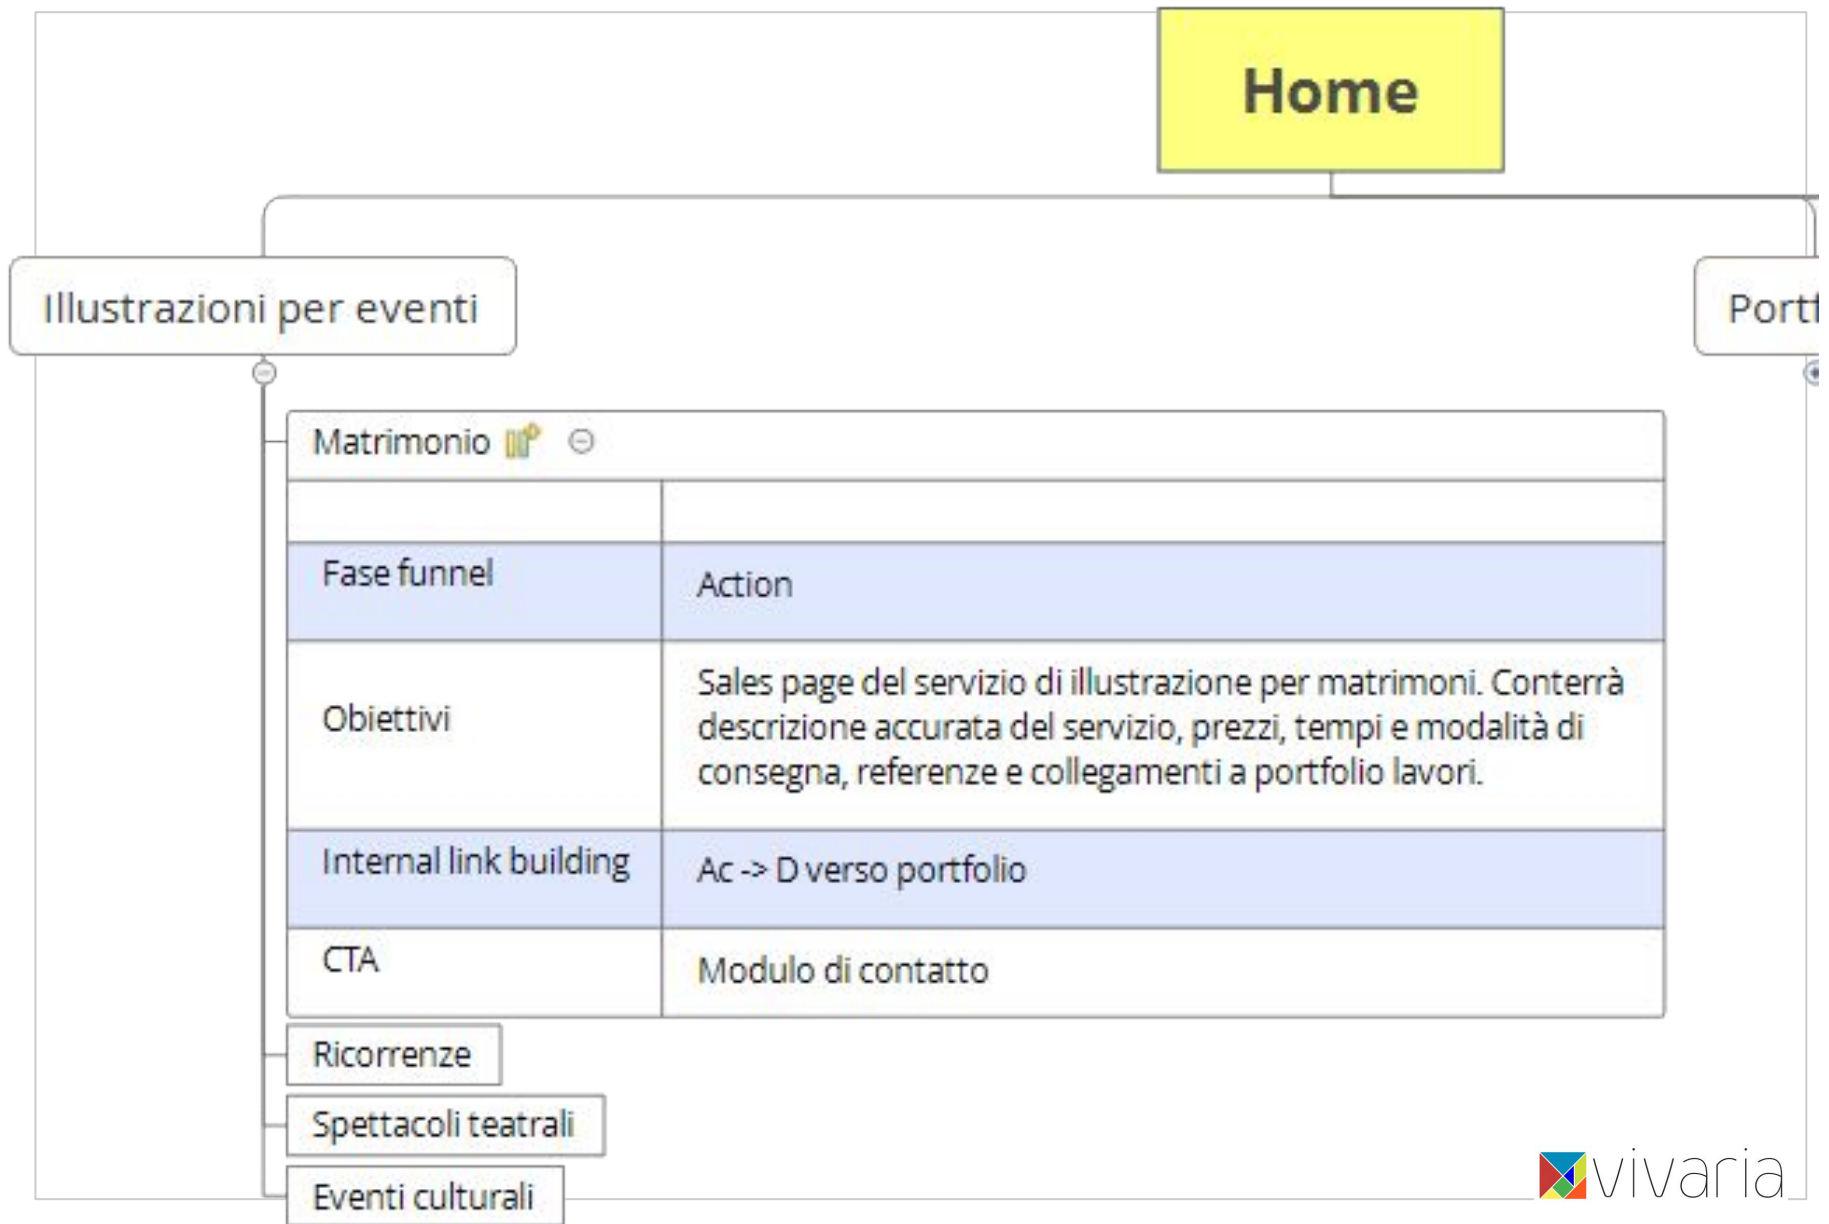 Home
Illustrazioni per eventi
Matrimonio
Fase funnel
Action
Obiettivi
Sales page del servizio di illustrazione per matrimoni. Conterrà
descrizione accurata del servizio, prezzi, tempi e modalità di
consegna, referenze e collegamenti a portfolio lavori.
Internal link building
Ac -> D verso portfolio
CTA
Modulo di contatto
Ricorrenze
Spettacoli teatrali
Eventi culturali
vivaria